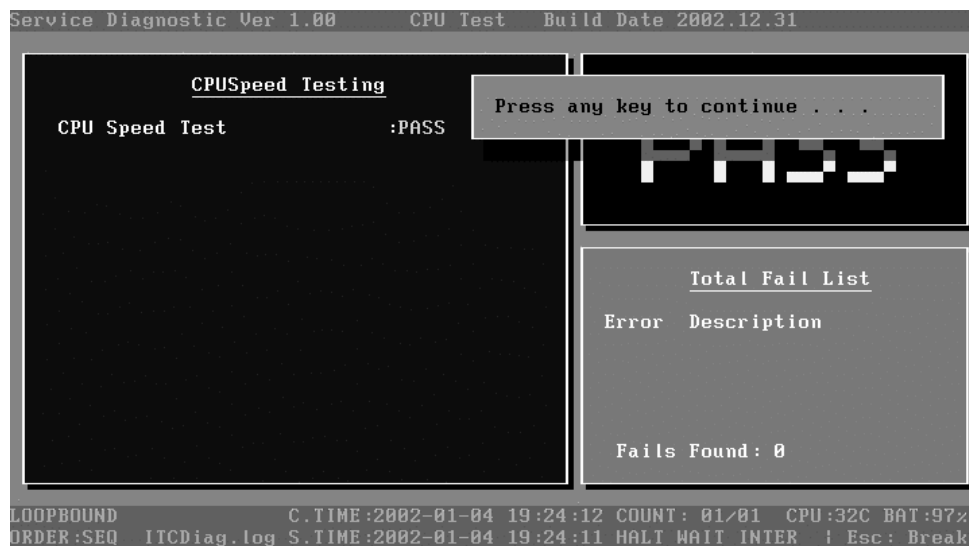 Service Diagnostic Ver 1.00 CPU Test Build Date 2002.12.31
CPUSpeed Testing
CPU Speed Test :PASS
Press any key to continue . . .
PASS
Total Fail List
Error Description
Fails Found: 0
LOOPBOUND C.TIME:2002-01-04 19:24:12 COUNT: 01/01 CPU:32C BAT:97%
ORDER:SEQ ITCDiag.log S.TIME:2002-01-04 19:24:11 HALT WAIT INTER ¦ Esc: Break